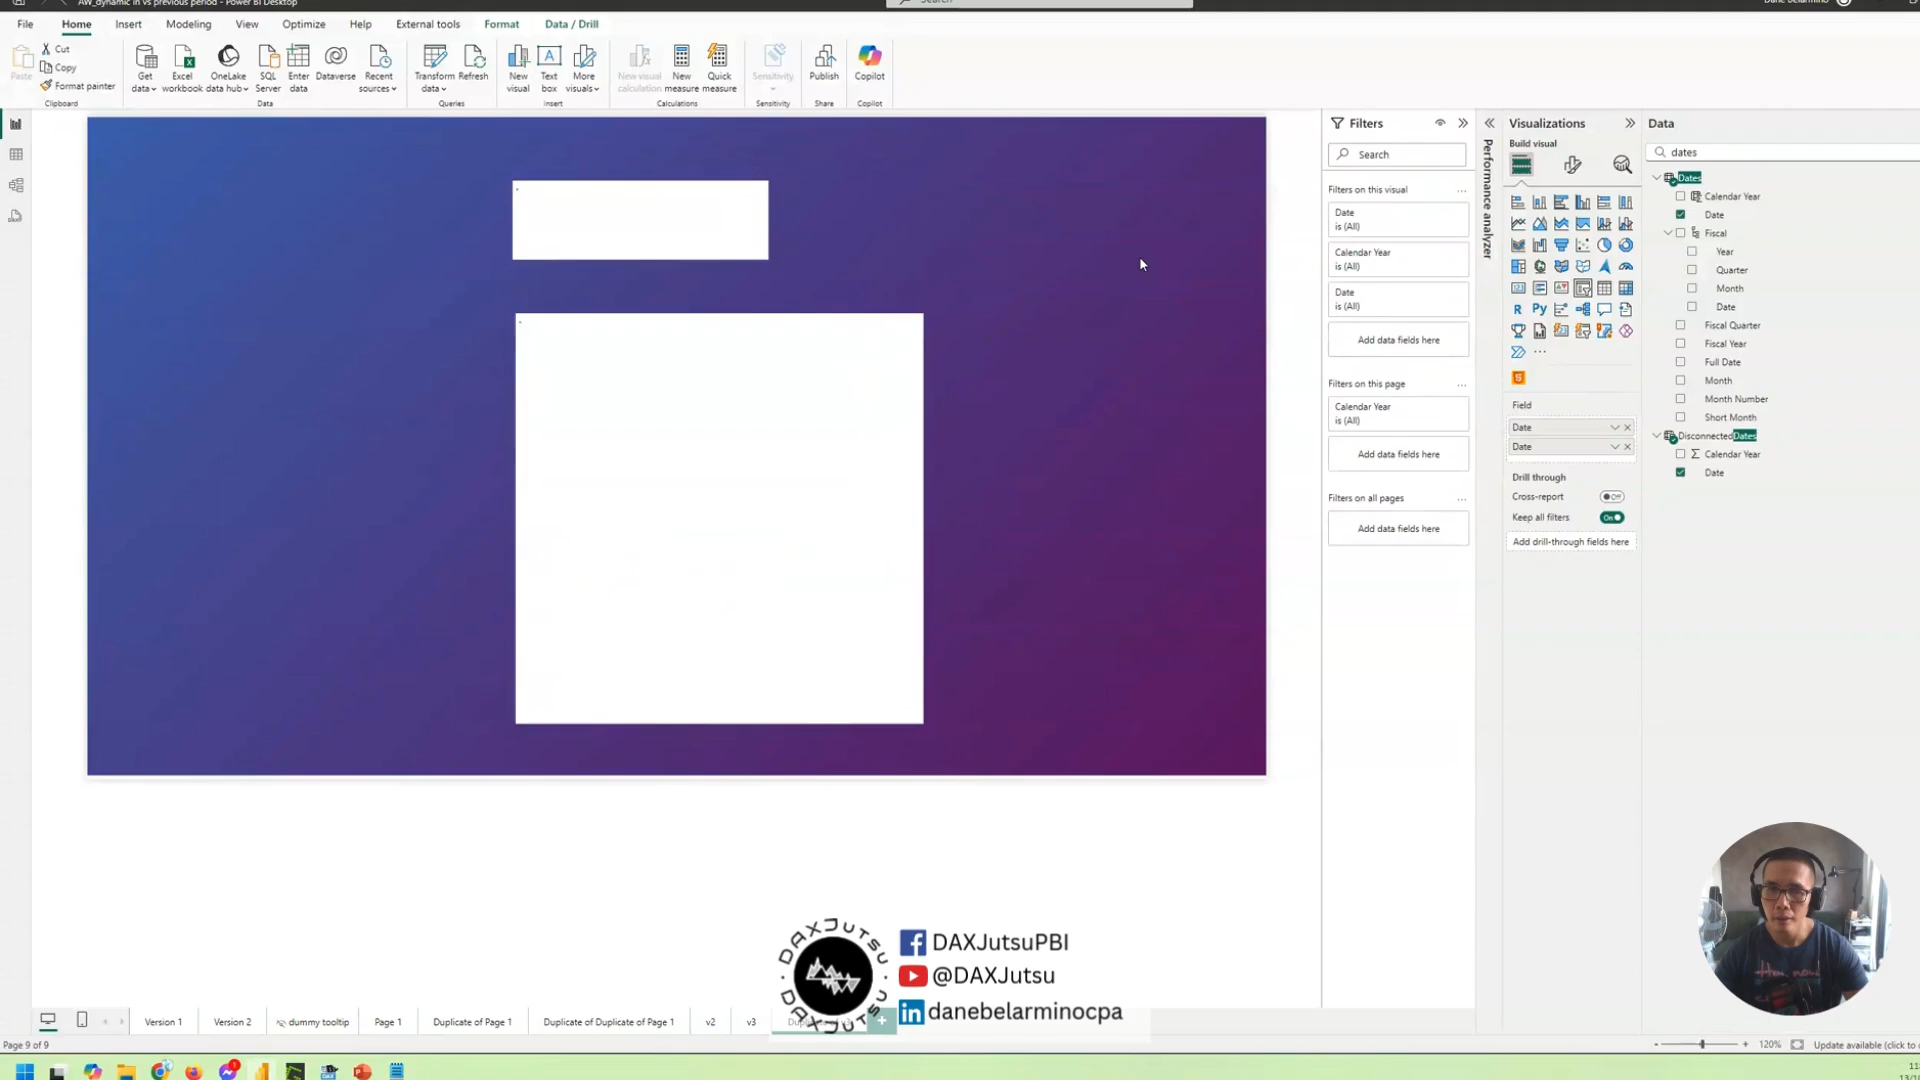 AW_dynamic in vs previous period - Power BI Desktop
Search
Dane Belarmino
File Home Insert Modeling View Optimize Help External tools Format Data / Drill
Paste
Cut
Copy
Format painter
Get data
Excel workbook
OneLake data hub
SQL Server
Enter data
Dataverse
Recent sources
Transform data
Refresh
New visual
Text box
More visuals
New visual calculation
New measure
Quick measure
Sensitivity
Publish
Copilot
Clipboard Data Queries Insert Calculations Sensitivity Share Copilot
Filters
Search
Filters on this visual ...
Date
is (All)
Calendar Year
is (All)
Date
is (All)
Add data fields here
Filters on this page ...
Calendar Year
is (All)
Add data fields here
Filters on all pages ...
Add data fields here
Performance analyzer
Visualizations
Build visual
R Py
Field
Date
Date
Drill through
Cross-report Off
Keep all filters On
Add drill-through fields here
Data
dates
Dates
Calendar Year
Date
Fiscal
Year
Quarter
Month
Date
Fiscal Quarter
Fiscal Year
Full Date
Month
Month Number
Short Month
DisconnectedDates
Calendar Year
Date
DAXJutsu
DAXJutsu
DAXJutsuPBI
@DAXJutsu
danebelarminocpa
Version 1 Version 2 dummy tooltip Page 1 Duplicate of Page 1 Duplicate of Duplicate of Page 1 v2 v3
Page 9 of 9
120%
Update available (click to